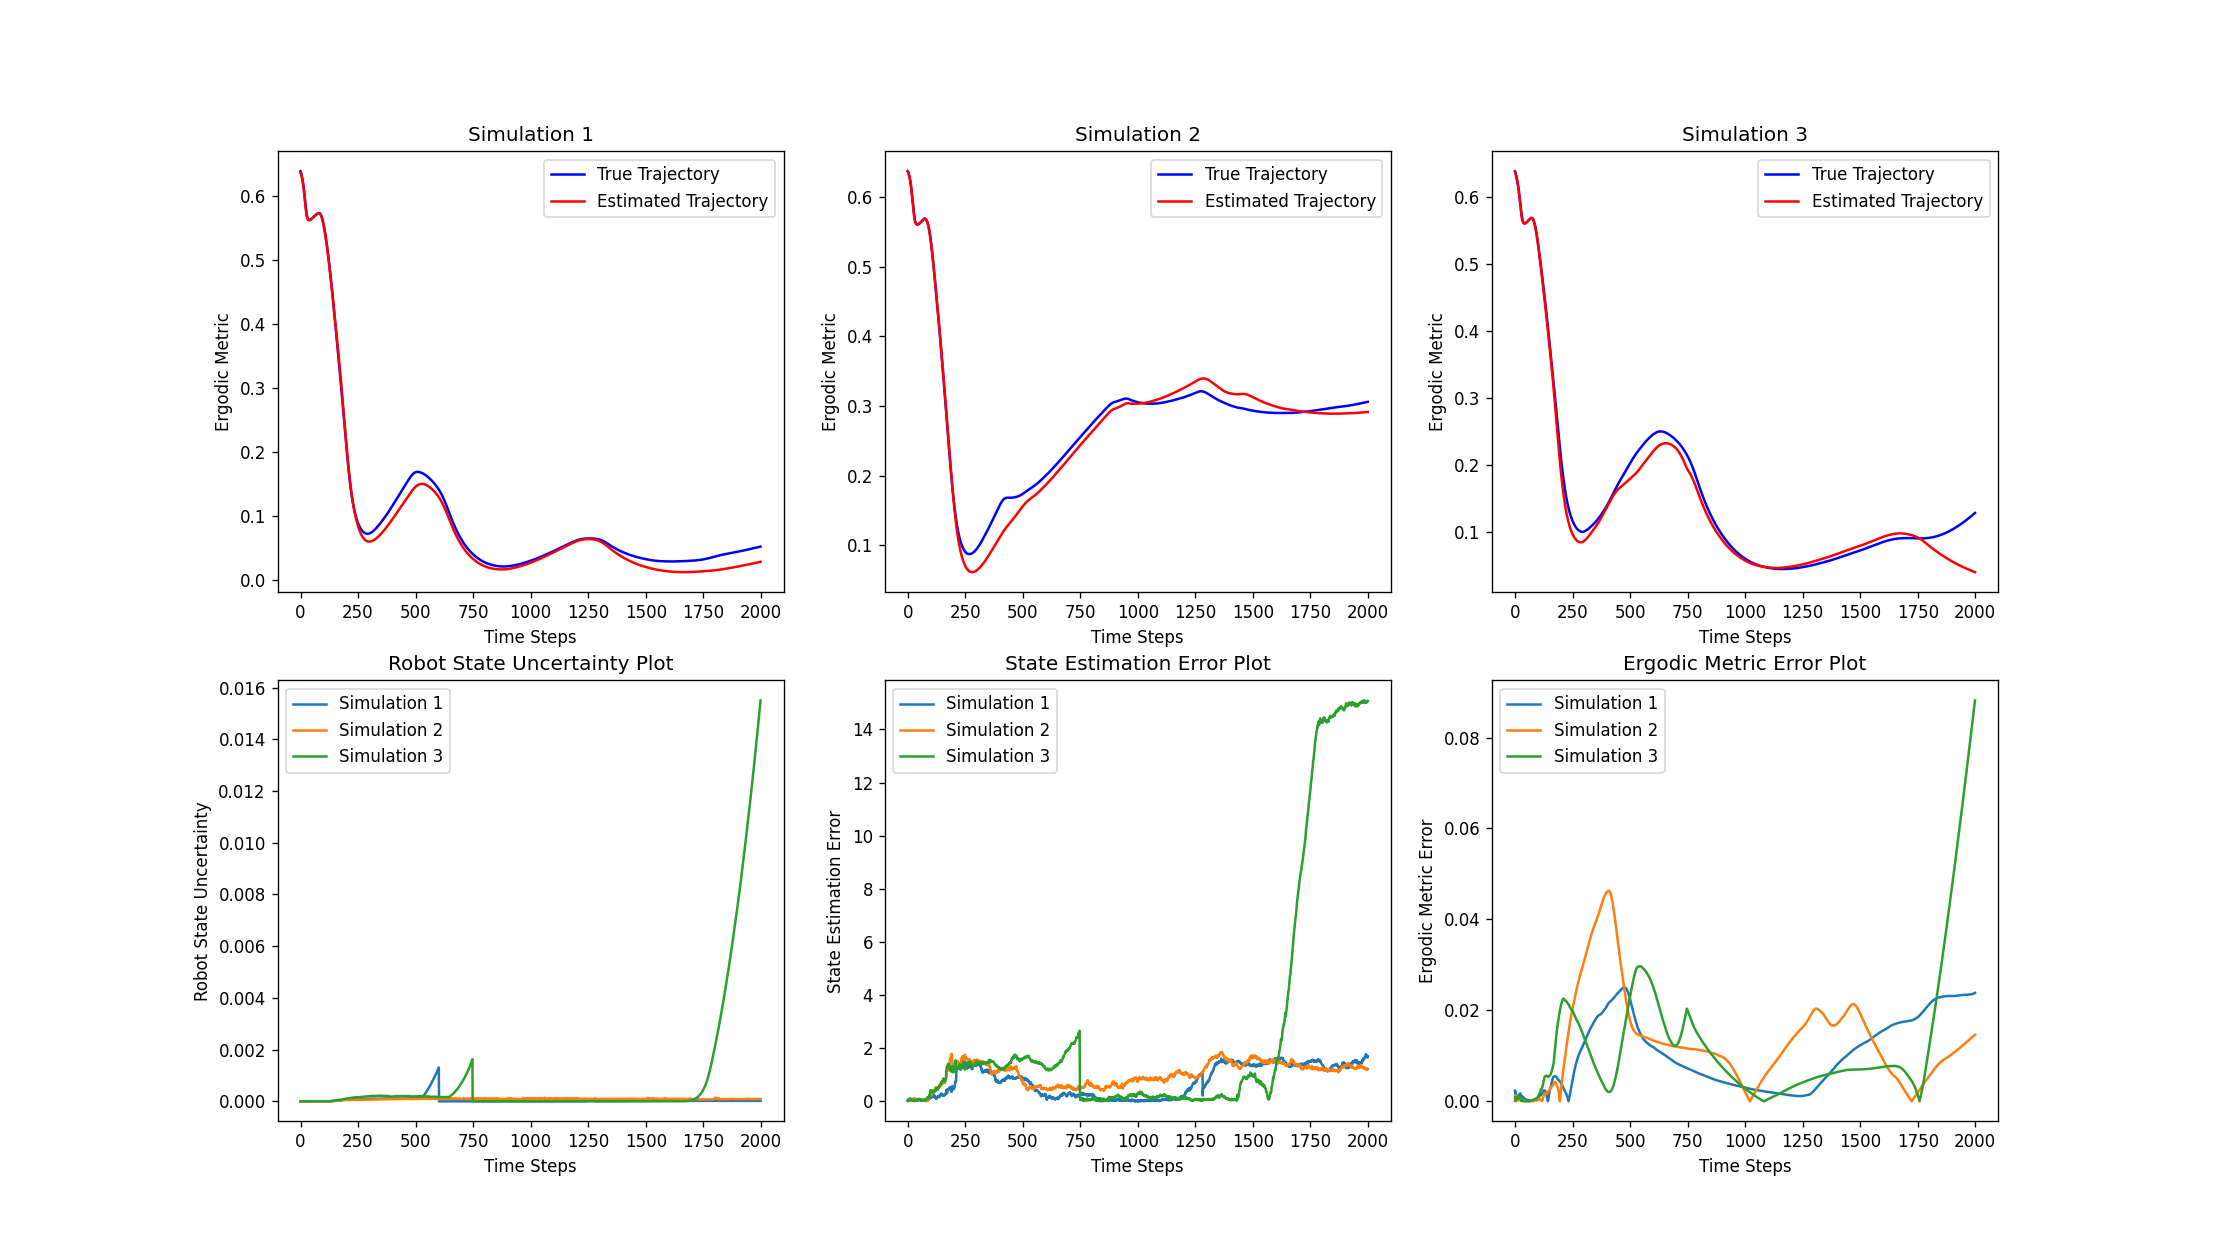 Simulation 1
True Trajectory
Estimated Trajectory
0.6
0.5
0.4
0.3
0.2
0.1
0.0
Ergodic Metric
0 250 500 750 1000 1250 1500 1750 2000
Time Steps
Simulation 2
True Trajectory
Estimated Trajectory
0.6
0.5
0.4
0.3
0.2
0.1
Ergodic Metric
0 250 500 750 1000 1250 1500 1750 2000
Time Steps
Simulation 3
True Trajectory
Estimated Trajectory
0.6
0.5
0.4
0.3
0.2
0.1
Ergodic Metric
0 250 500 750 1000 1250 1500 1750 2000
Time Steps
Robot State Uncertainty Plot
Simulation 1
Simulation 2
Simulation 3
0.016
0.014
0.012
0.010
0.008
0.006
0.004
0.002
0.000
Robot State Uncertainty
0 250 500 750 1000 1250 1500 1750 2000
Time Steps
State Estimation Error Plot
Simulation 1
Simulation 2
Simulation 3
14
12
10
8
6
4
2
0
State Estimation Error
0 250 500 750 1000 1250 1500 1750 2000
Time Steps
Ergodic Metric Error Plot
Simulation 1
Simulation 2
Simulation 3
0.08
0.06
0.04
0.02
0.00
Ergodic Metric Error
0 250 500 750 1000 1250 1500 1750 2000
Time Steps